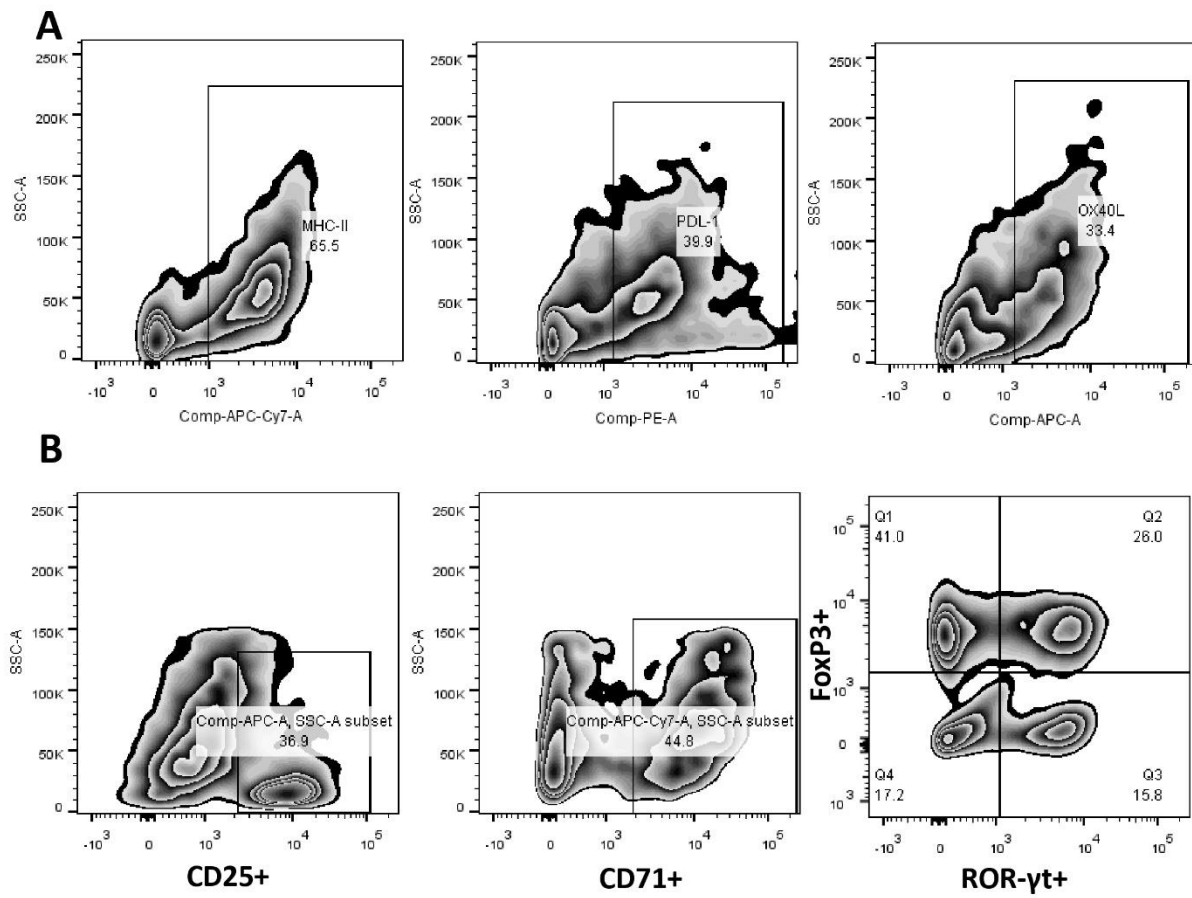 A
250K
200K
150K
100K
50K
0
SSC-A
MHC-II
65.5
-10³ 0 10³ 10⁴ 10⁵
Comp-APC-Cy7-A
250K
200K
150K
100K
50K
0
SSC-A
PDL-1
39.9
-10³ 0 10³ 10⁴ 10⁵
Comp-PE-A
250K
200K
150K
100K
50K
0
SSC-A
OX40L
33.4
-10³ 0 10³ 10⁴ 10⁵
Comp-APC-A
B
250K
200K
150K
100K
50K
0
SSC-A
Comp-APC-A, SSC-A subset
36.9
-10³ 0 10³ 10⁴ 10⁵
CD25+
250K
200K
150K
100K
50K
0
SSC-A
Comp-APC-Cy7-A, SSC-A subset
44.8
-10³ 0 10³ 10⁴ 10⁵
CD71+
Q1
41.0
Q2
26.0
Q4
17.2
Q3
15.8
10⁵
10⁴
10³
0
-10³
FoxP3+
-10³ 0 10³ 10⁴ 10⁵
ROR-γt+